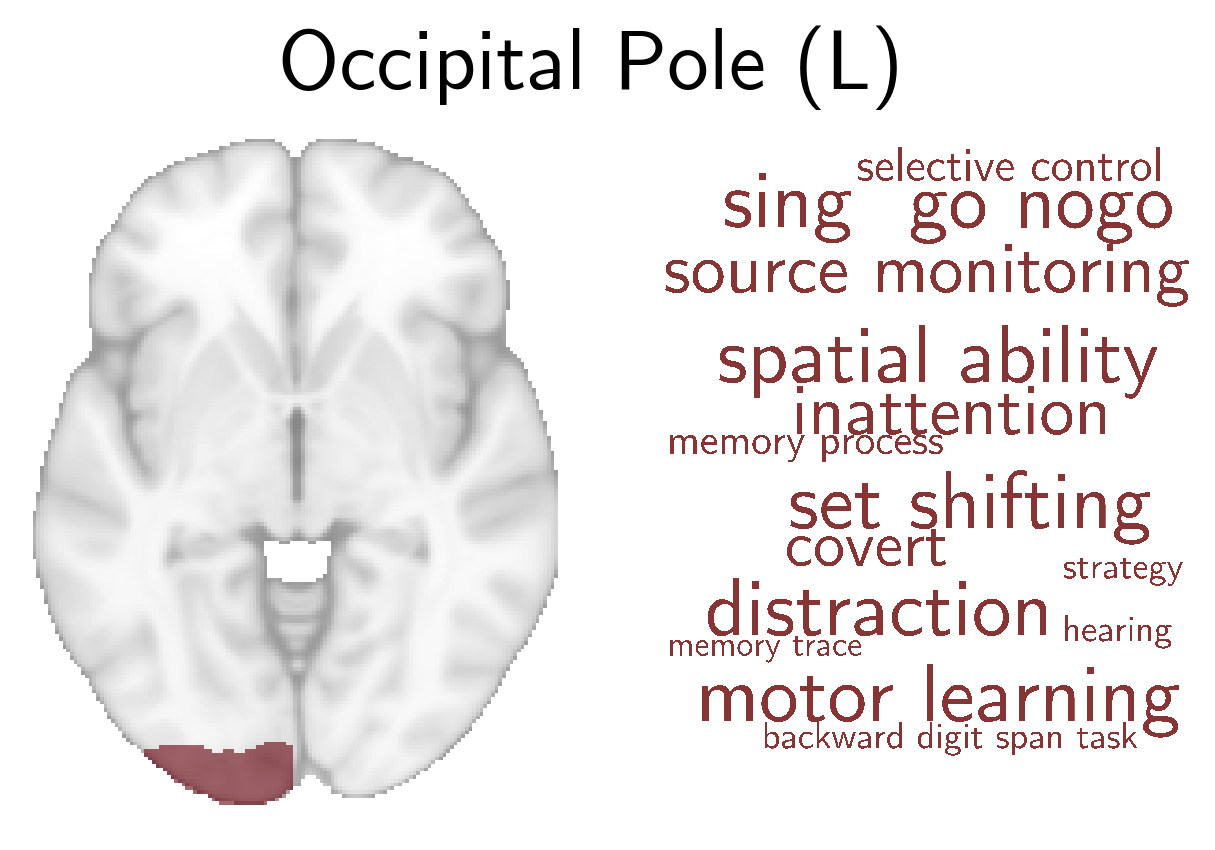 Occipital Pole (L)
selective control
sing go nogo
source monitoring
spatial ability
inattention
memory process
set shifting
covert
strategy
distraction
hearing
memory trace
motor learning
backward digit span task